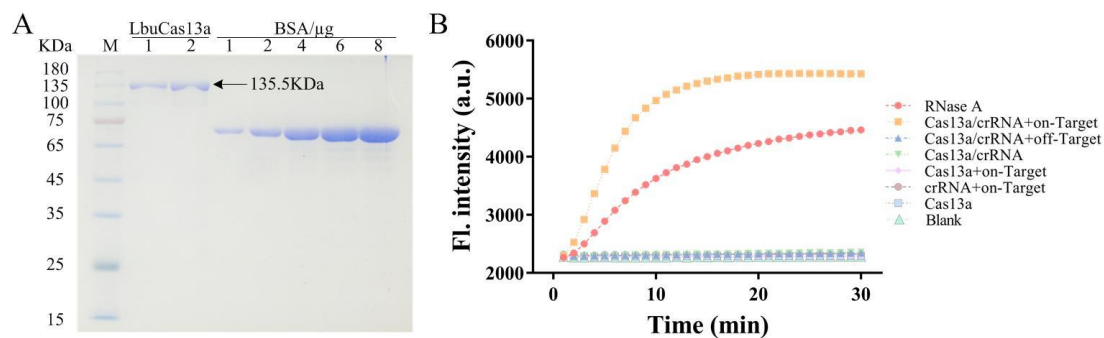 A
LbuCas13a BSA/µg
KDa M 1 2 1 2 4 6 8
180
135
135.5KDa
100
75
65
45
35
25
15
B
Fl. intensity (a.u.)
6000
5000
4000
3000
2000
0 10 20 30
Time (min)
RNase A
Cas13a/crRNA+on-Target
Cas13a/crRNA+off-Target
Cas13a/crRNA
Cas13a+on-Target
crRNA+on-Target
Cas13a
Blank